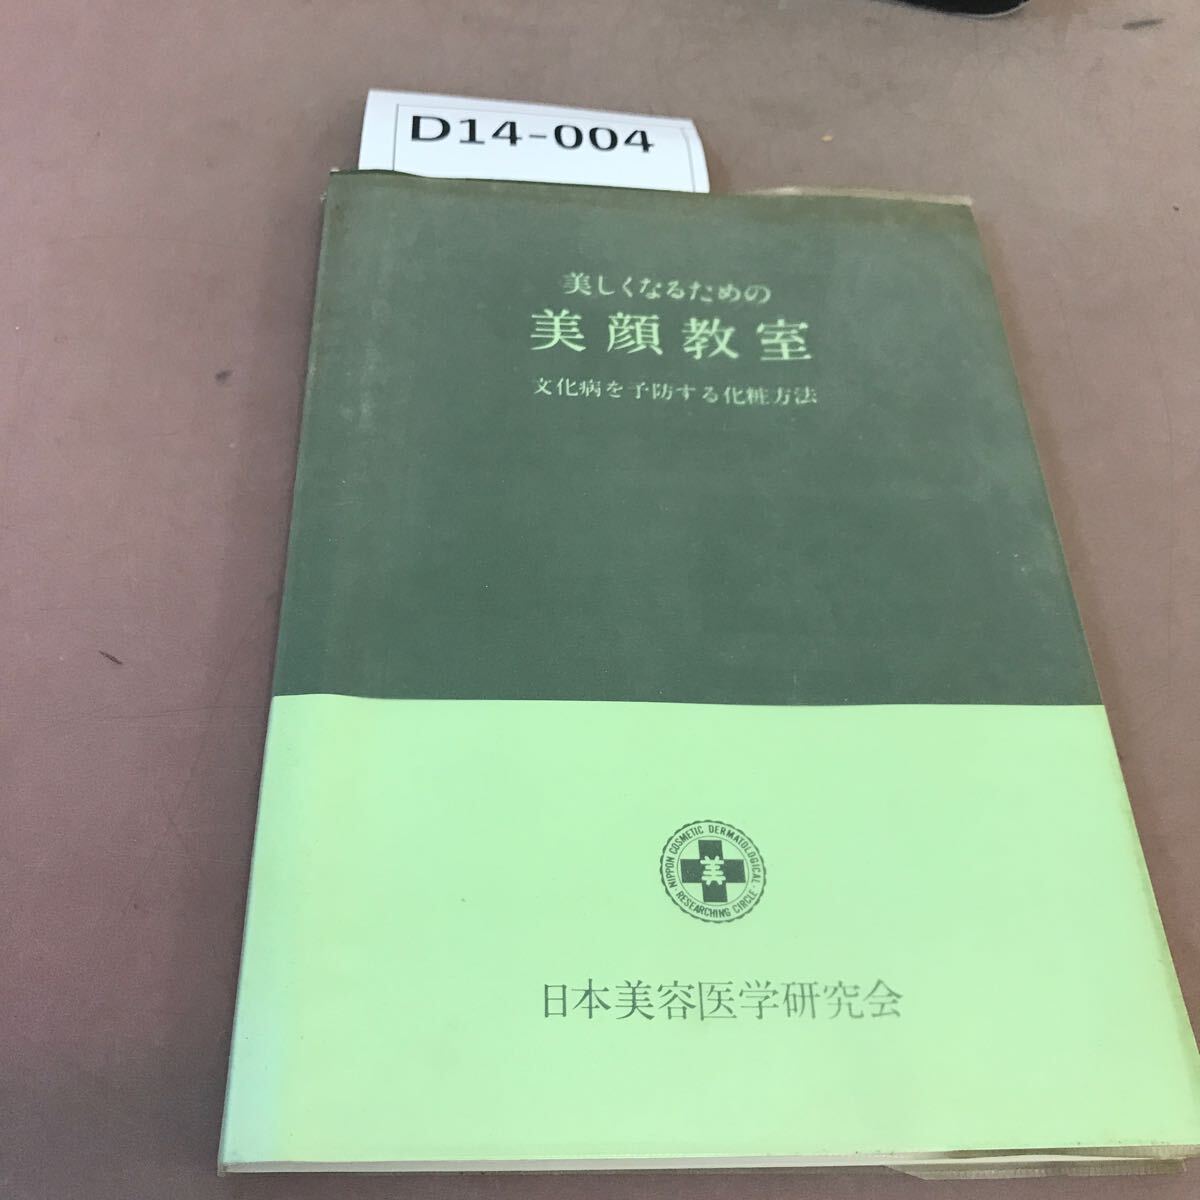 D14-004
美しくなるための
美顔教室
文化病を予防する化粧方法
NIPPON COSMETIC DERMATOLOGICAL
美
RESEARCHING CIRCLE
日本美容医学研究会